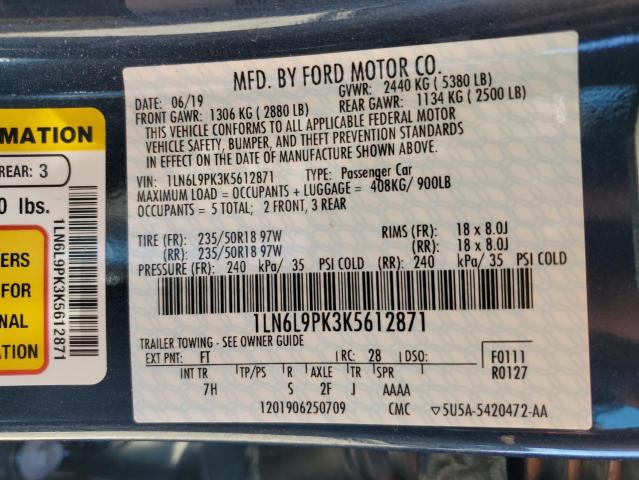 MFD. BY FORD MOTOR CO.
DATE: 06/19 GVWR: 2440 KG ( 5380 LB)
FRONT GAWR: 1306 KG ( 2880 LB) REAR GAWR: 1134 KG ( 2500 LB)
THIS VEHICLE CONFORMS TO ALL APPLICABLE FEDERAL MOTOR
VEHICLE SAFETY, BUMPER, AND THEFT PREVENTION STANDARDS
IN EFFECT ON THE DATE OF MANUFACTURE SHOWN ABOVE.
VIN: 1LN6L9PK3K5612871 TYPE: Passenger Car
MAXIMUM LOAD = OCCUPANTS + LUGGAGE = 408KG/ 900LB
OCCUPANTS = 5 TOTAL; 2 FRONT, 3 REAR
TIRE (FR): 235/50R18 97W RIMS (FR): 18 x 8.0J
(RR): 235/50R18 97W (RR): 18 x 8.0J
PRESSURE (FR): 240 kPa/ 35 PSI COLD (RR): 240 kPa/ 35 PSI COLD
1LN6L9PK3K5612871
TRAILER TOWING - SEE OWNER GUIDE
EXT PNT: FT RC: 28 DSO: F0111
INT TR TP/PS R AXLE TR SPR R0127
7H S 2F J AAAA
1201906250709 CMC ▽5U5A-5420472-AA
RMATION
REAR: 3
0 lbs.
ERS
FOR
NAL
N
1LN6L9PK3K5612871